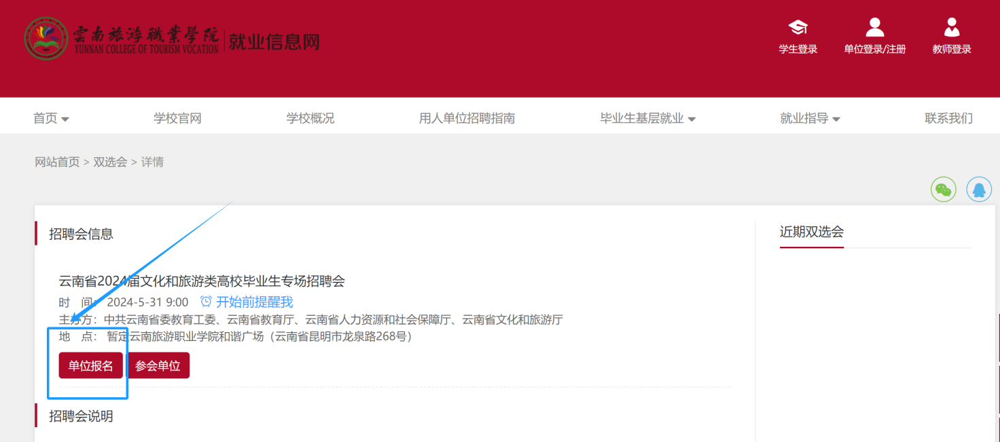 雲南旅游職業学院
YUNNAN COLLEGE OF TOURISM VOCATION
就业信息网
学生登录 单位登录/注册 教师登录
首页 学校官网 学校概况 用人单位招聘指南 毕业生基层就业 就业指导 联系我们
网站首页 > 双选会 > 详情
招聘会信息
近期双选会
云南省2024届文化和旅游类高校毕业生专场招聘会
时 间: 2024-5-31 9:00 开始前提醒我
主办方：中共云南省委教育工委、云南省教育厅、云南省人力资源和社会保障厅、云南省文化和旅游厅
地 点： 暂定云南旅游职业学院和谐广场（云南省昆明市龙泉路268号）
单位报名 参会单位
招聘会说明